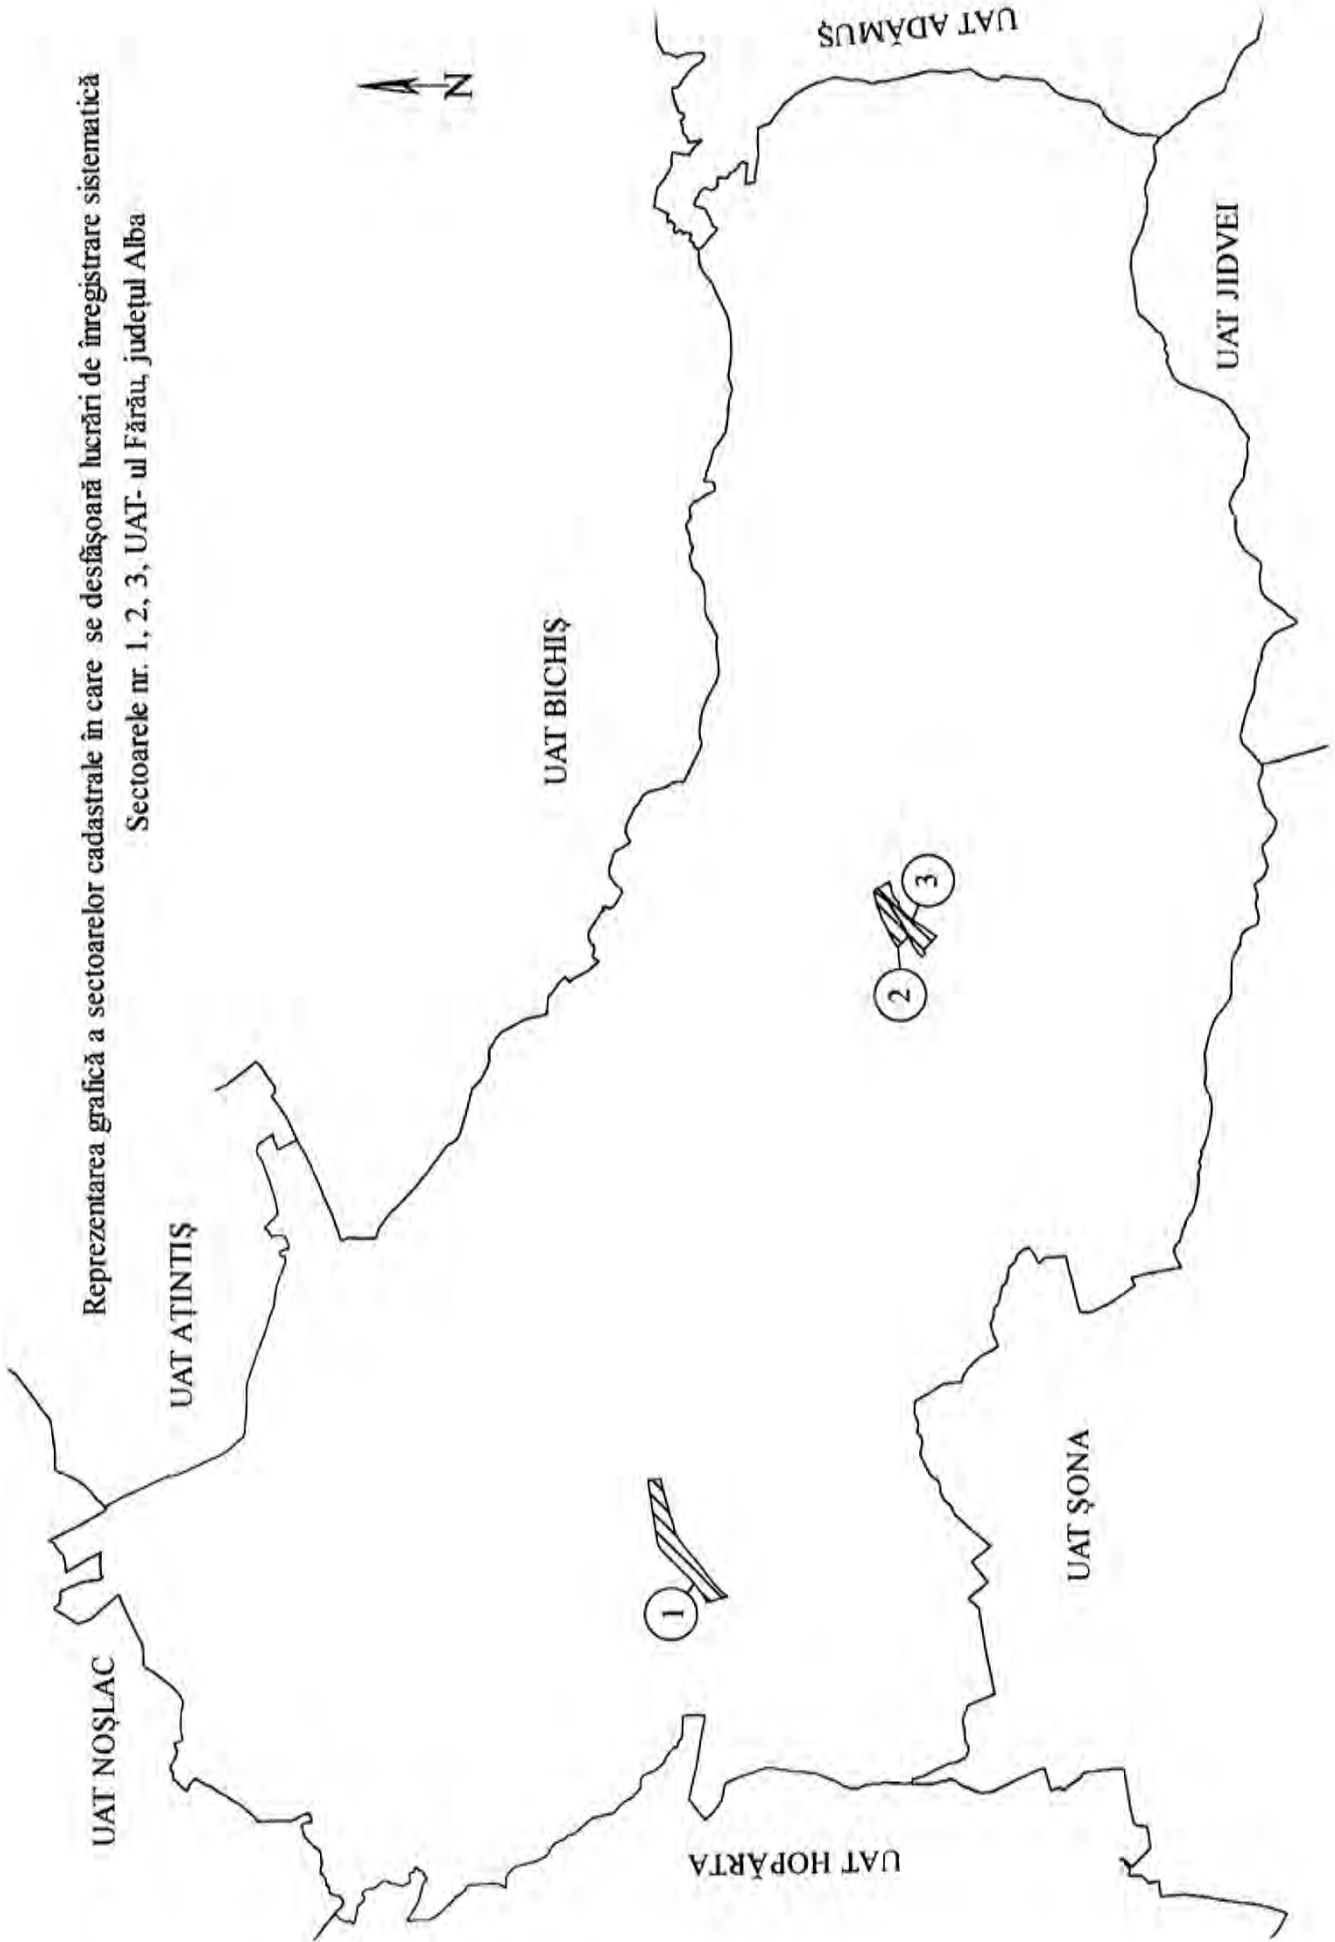 Reprezentarea grafică a sectoarelor cadastrale în care se desfășoară lucrări de înregistrare sistematică
Sectoarele nr. 1, 2, 3, UAT- ul Fărău, județul Alba
N
UAT NOȘLAC
UAT AȚINTIȘ
UAT BICHIȘ
UAT ADĂMUȘ
UAT JIDVEI
UAT ȘONA
UAT HOPÂRTA
1
2
3